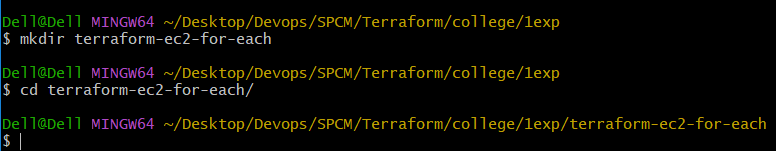 Dell@Dell MINGW64 ~/Desktop/Devops/SPCM/Terraform/college/1exp
$ mkdir terraform-ec2-for-each
Dell@Dell MINGW64 ~/Desktop/Devops/SPCM/Terraform/college/1exp
$ cd terraform-ec2-for-each/
Dell@Dell MINGW64 ~/Desktop/Devops/SPCM/Terraform/college/1exp/terraform-ec2-for-each
$